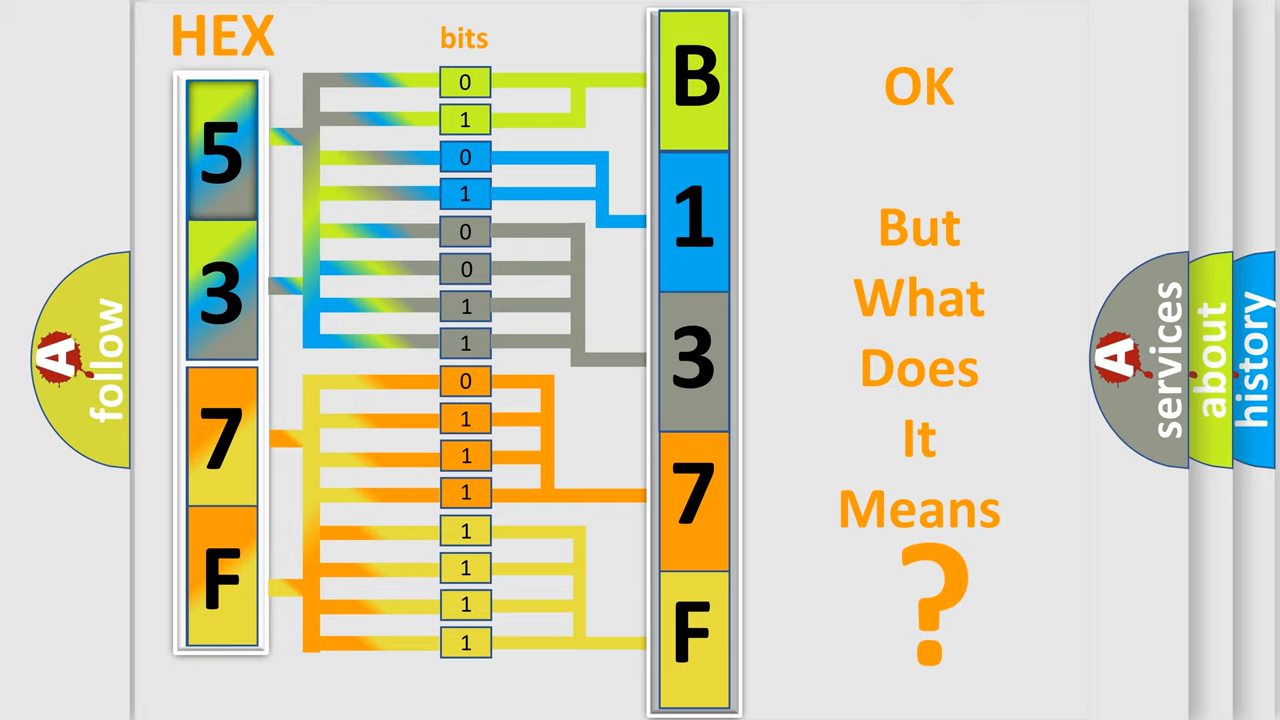 HEX
bits
5
3
7
F
0
1
0
1
0
0
1
1
0
1
1
1
1
1
1
1
B
1
3
7
F
OK
But
What
Does
It
Means
?
A
follow
A
services
about
history